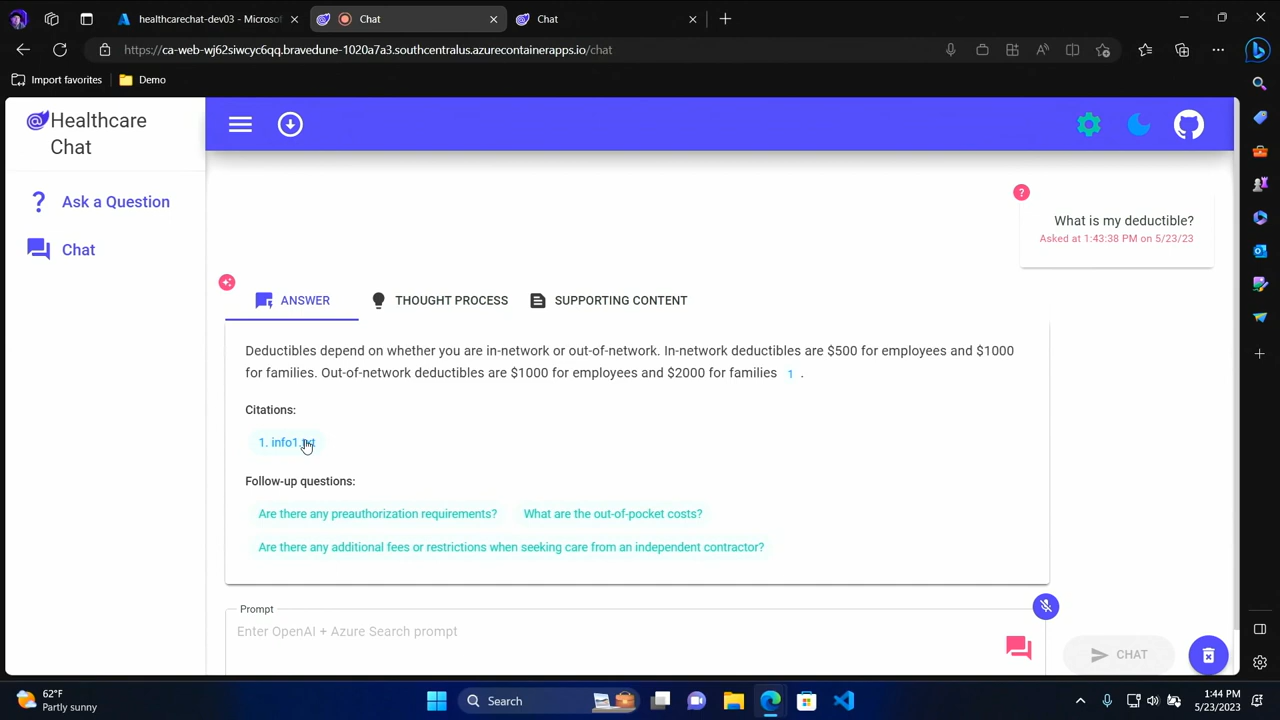 healthcarechat-dev03 - Microsof
Chat
Chat
https://ca-web-wj62siwcyc6qq.bravedune-1020a7a3.southcentralus.azurecontainerapps.io/chat
Import favorites
Demo
Healthcare
Chat
Ask a Question
Chat
?
What is my deductible?
Asked at 1:43:38 PM on 5/23/23
ANSWER
THOUGHT PROCESS
SUPPORTING CONTENT
Deductibles depend on whether you are in-network or out-of-network. In-network deductibles are $500 for employees and $1000
for families. Out-of-network deductibles are $1000 for employees and $2000 for families 1 .
Citations:
1. info1.txt
Follow-up questions:
Are there any preauthorization requirements? What are the out-of-pocket costs?
Are there any additional fees or restrictions when seeking care from an independent contractor?
Prompt
Enter OpenAI + Azure Search prompt
CHAT
62°F
Partly sunny
Search
1:44 PM
5/23/2023